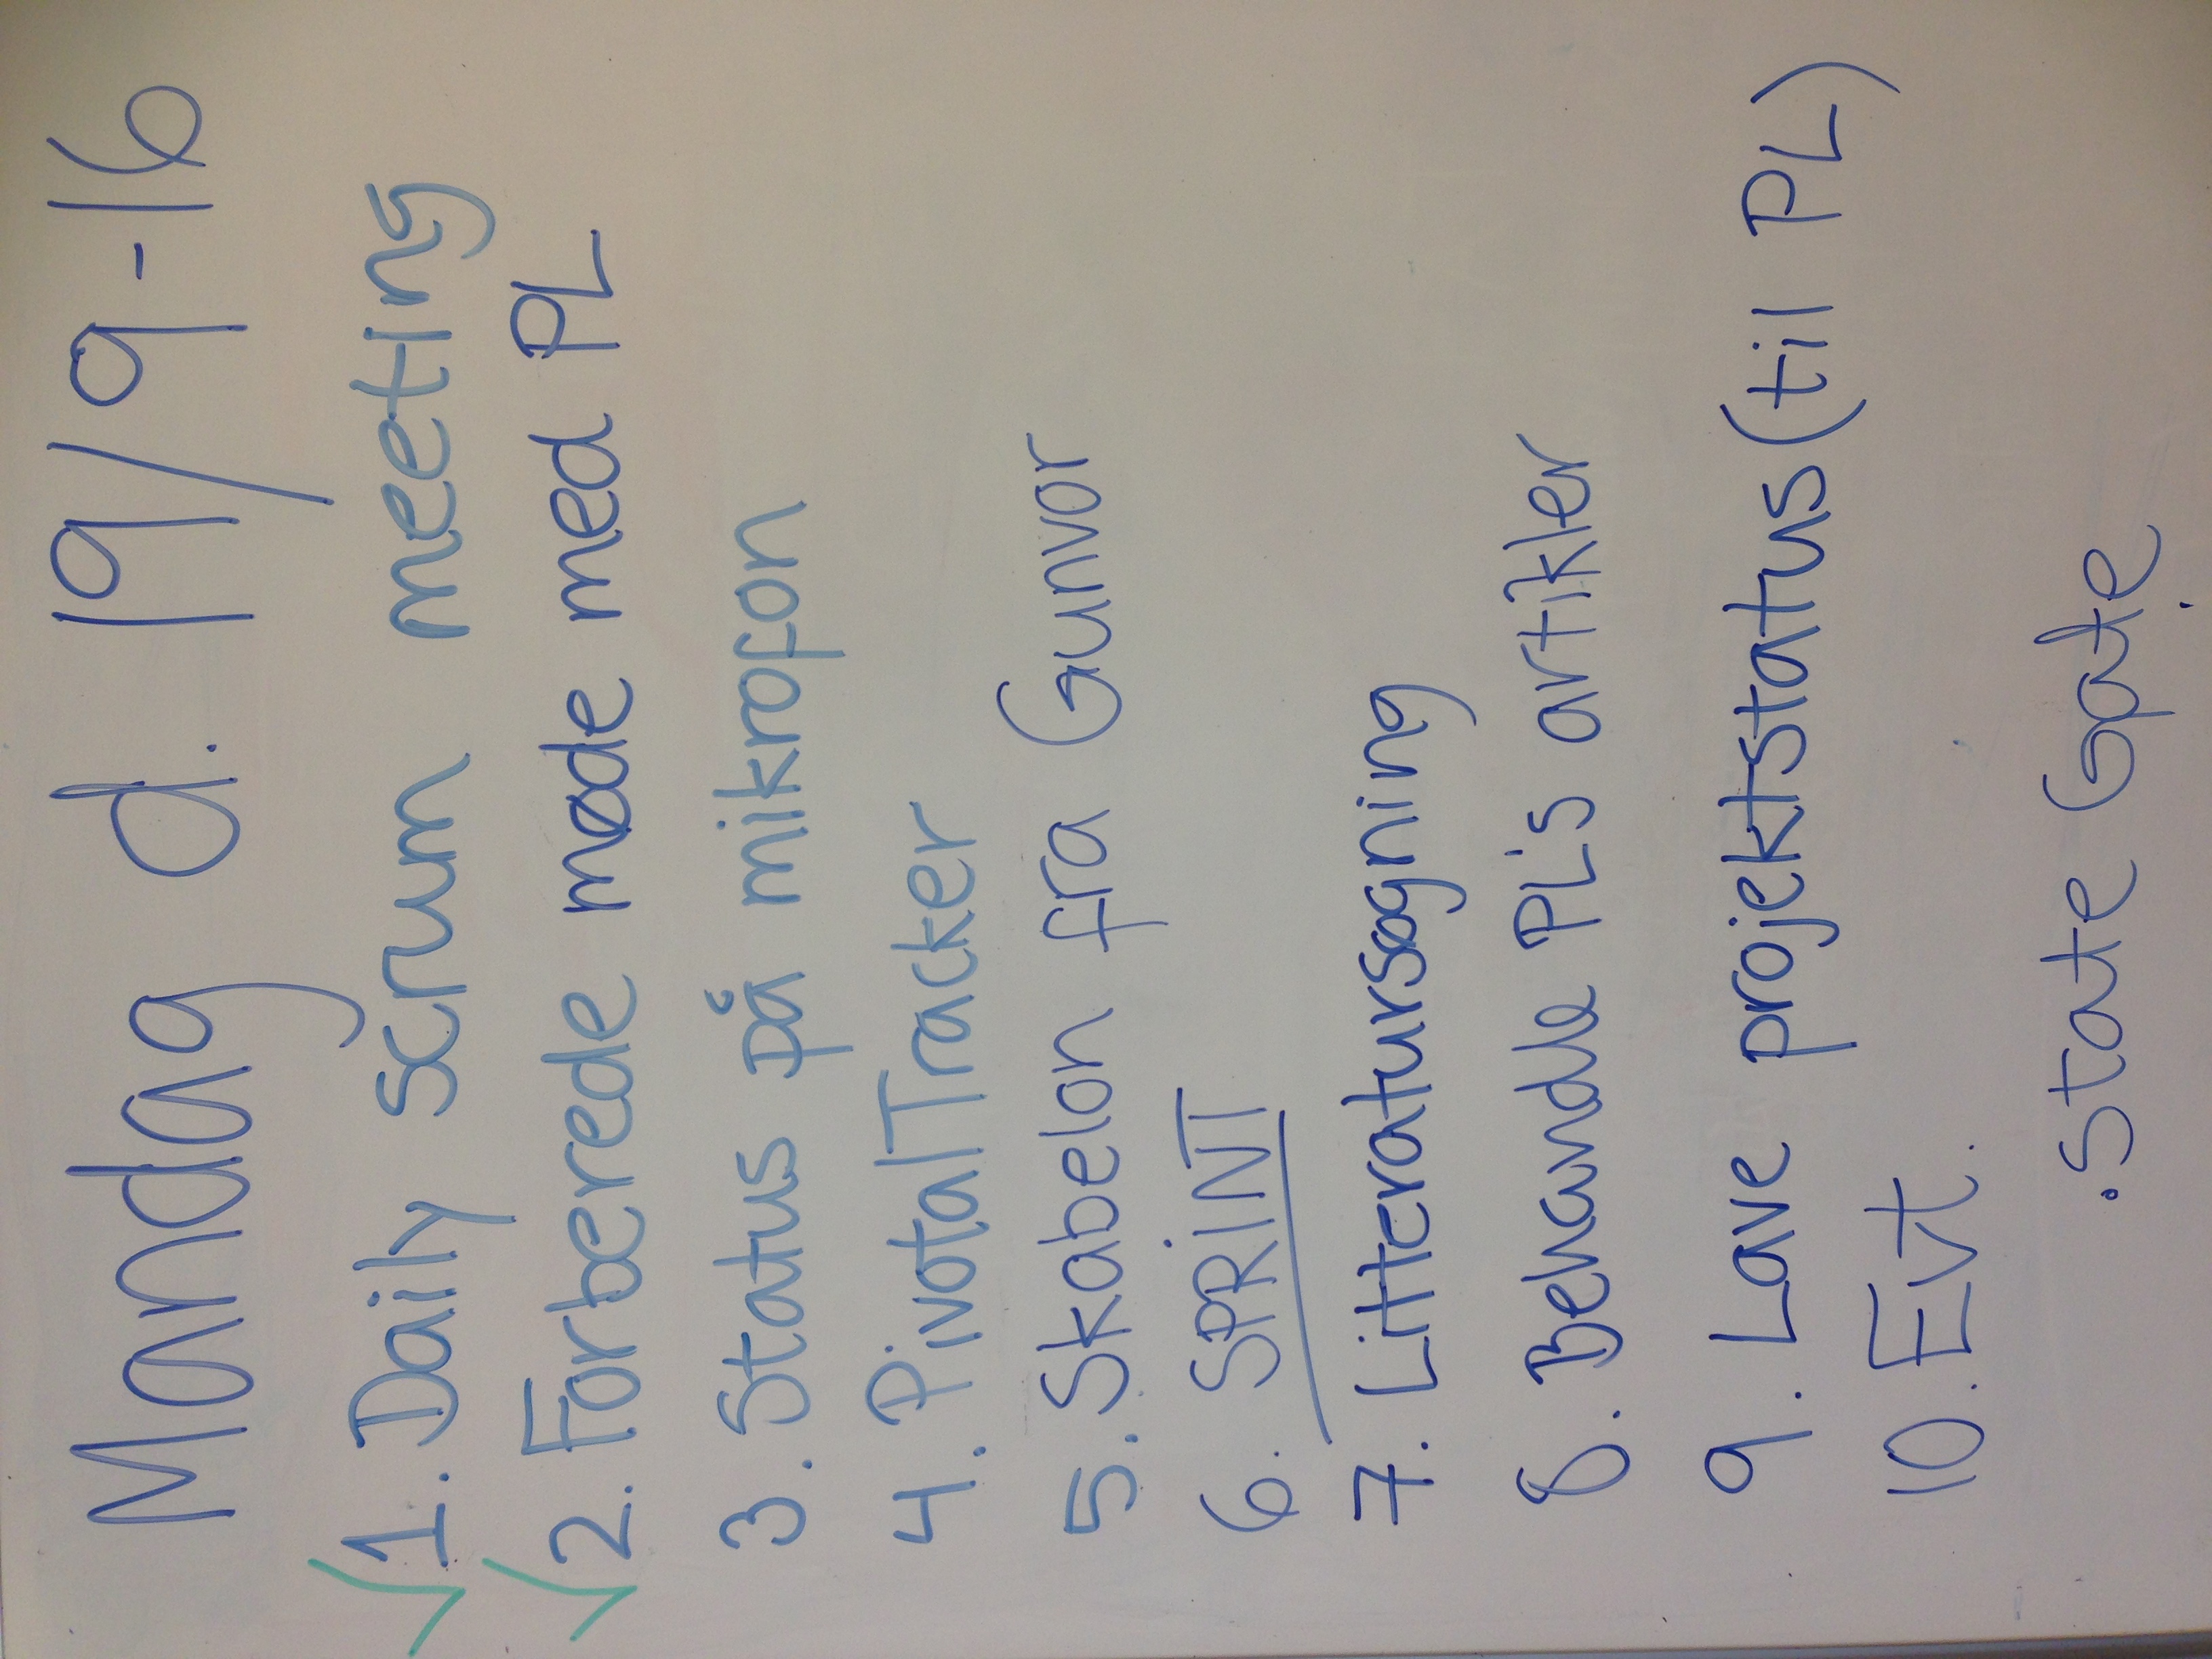 Mandag d. 19/9-16
✓1. Daily scrum meeting
✓2. Forberede møde med PL
3. Status på mikrofon
4. PivotalTracker
5. Skabelon fra Gunvor
6. SPRiNT
7. Litteratursøgning
8. Behandle PL's artikler
9. Lave projektstatus (til PL)
10. Evt.
. State Gate